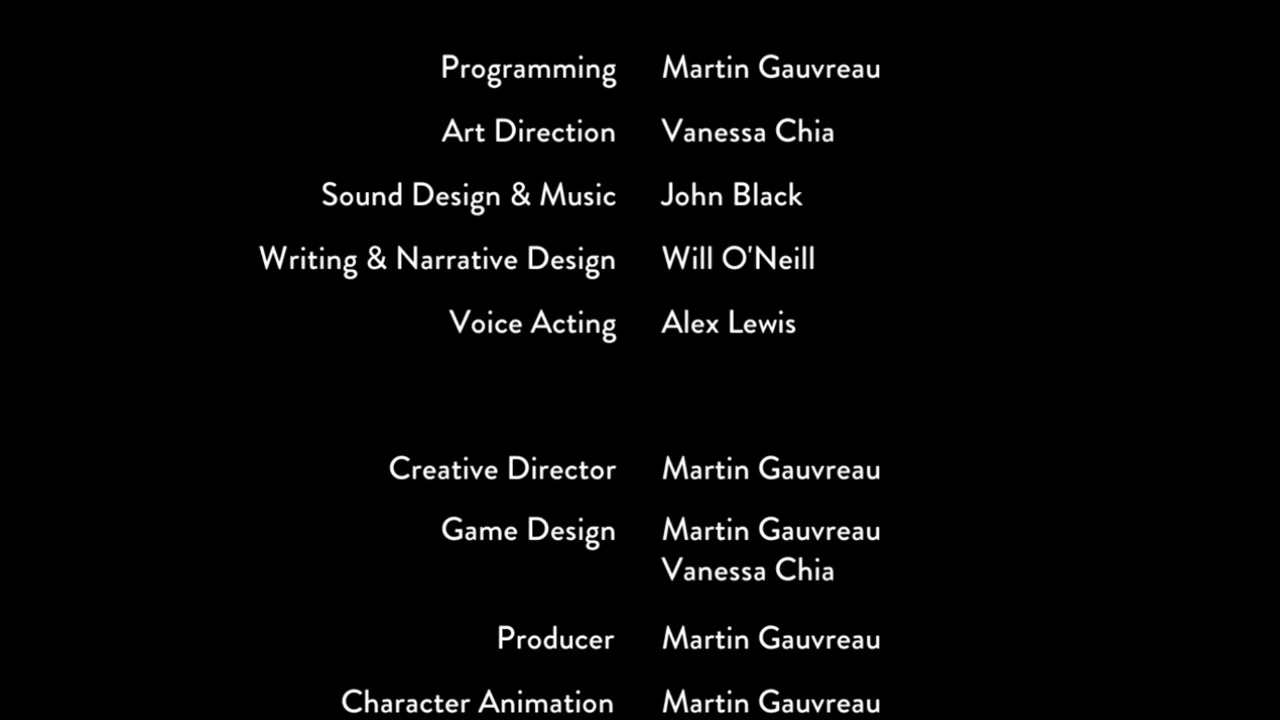 Programming Martin Gauvreau
Art Direction Vanessa Chia
Sound Design & Music John Black
Writing & Narrative Design Will O'Neill
Voice Acting Alex Lewis
Creative Director Martin Gauvreau
Game Design Martin Gauvreau
Vanessa Chia
Producer Martin Gauvreau
Character Animation Martin Gauvreau